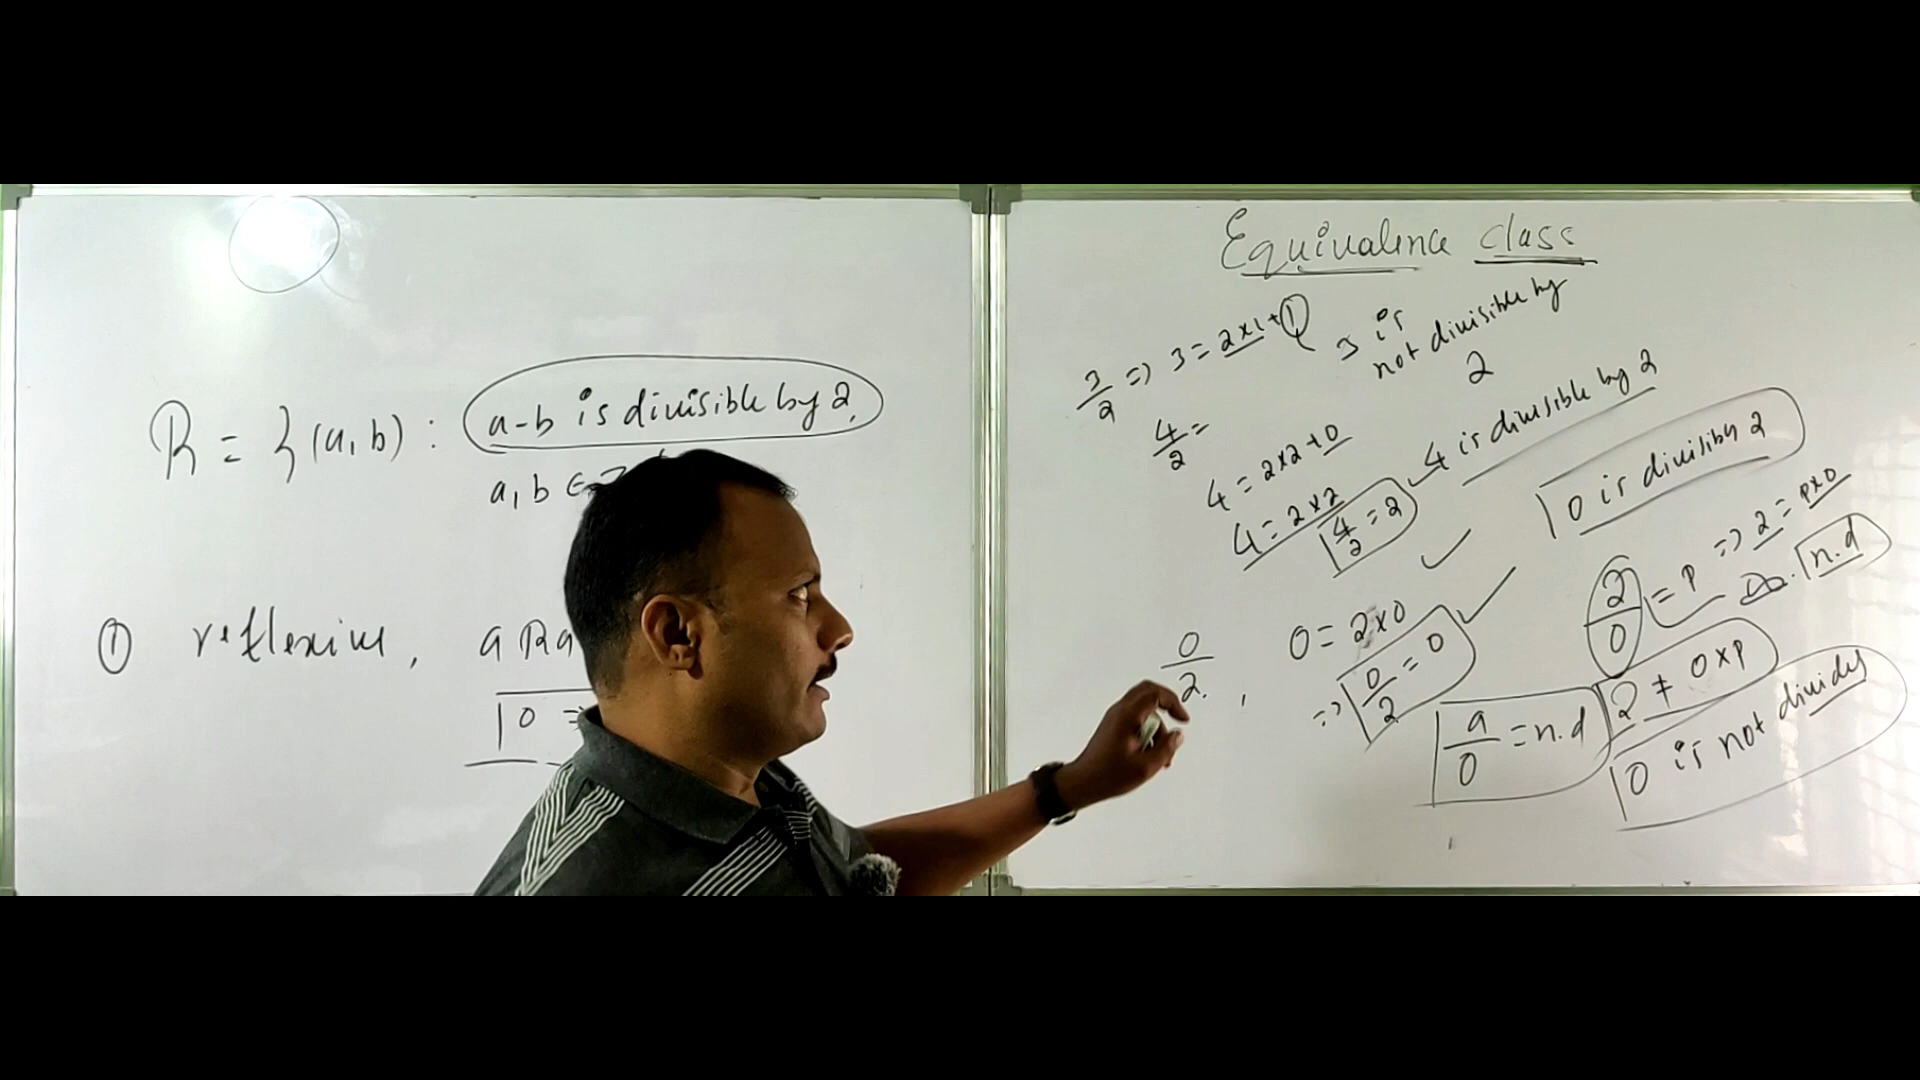 R = { (a, b) : a-b is divisible by 2,
a, b ∈ Z
① reflexive, a R a
0 ⇒
Equivalence class
3/2 ⇒ 3 = 2×1+1
3 is
not divisible by
2
4/2 =
4 = 2×2+0
4 = 2×2
4/2 = 2
4 is divisible by 2
0 is divisiby 2
0/2 , 0 = 2×0
⇒ 0/2 = 0
2/0 = P ⇒ 2 = P×0
n.d
2 ≠ 0×P
a/0 = n.d
0 is not divides